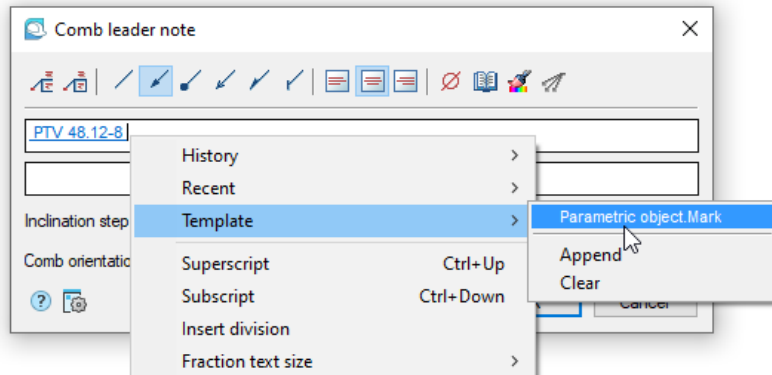 Comb leader note
PTV 48.12-8
History
Recent
Inclination step
Template
Parametric object.Mark
Comb orientatio
Superscript Ctrl+Up
Append
Subscript Ctrl+Down
Clear
Cancel
Insert division
Fraction text size